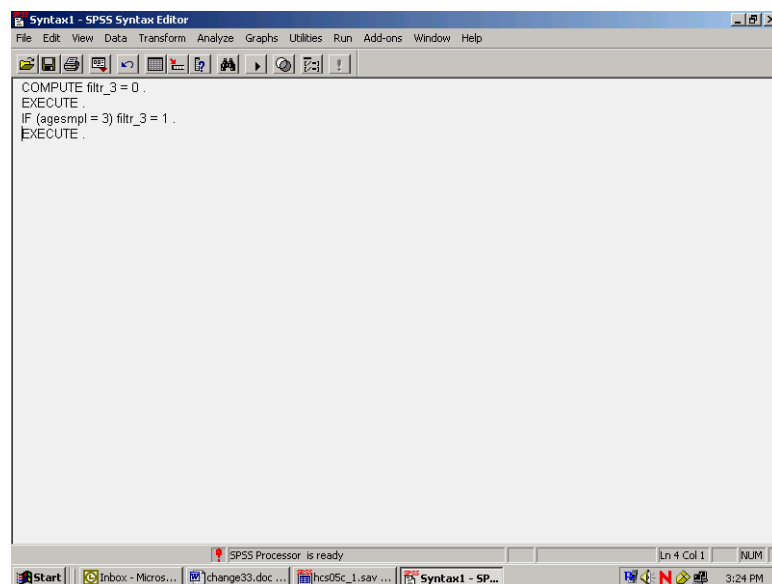 Syntax1 - SPSS Syntax Editor
File Edit View Data Transform Analyze Graphs Utilities Run Add-ons Window Help
COMPUTE filtr_3 = 0 .
EXECUTE .
IF (agesmpl = 3) filtr_3 = 1 .
EXECUTE .
SPSS Processor is ready
Ln 4 Col 1 NUM
Start Inbox - Micros... change33.doc ... hcs05c_1.sav ... Syntax1 - SP... 3:24 PM